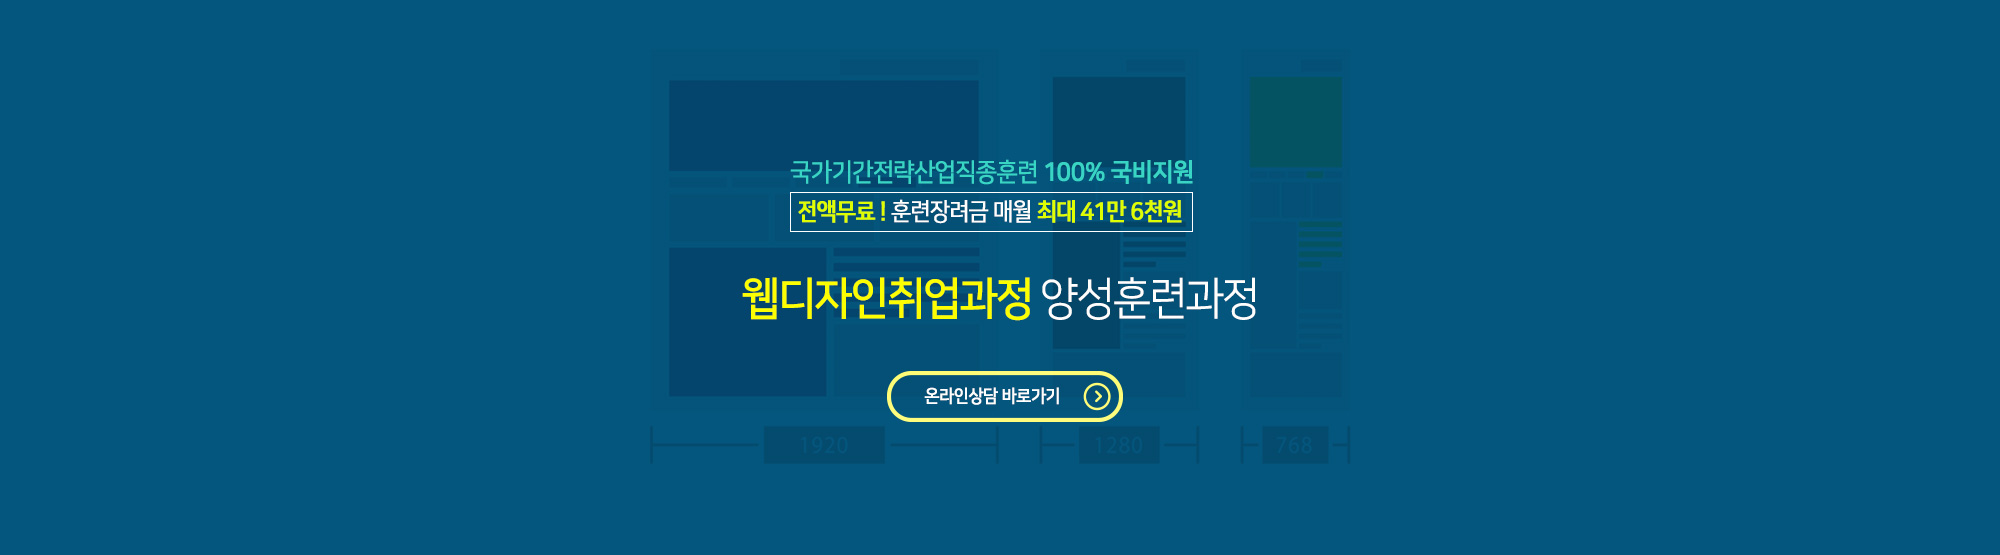 국가기간전략산업직종훈련 100% 국비지원
전액무료 ! 훈련장려금 매월 최대 41만 6천원
웹디자인취업과정 양성훈련과정
온라인상담 바로가기
1920 1280 768